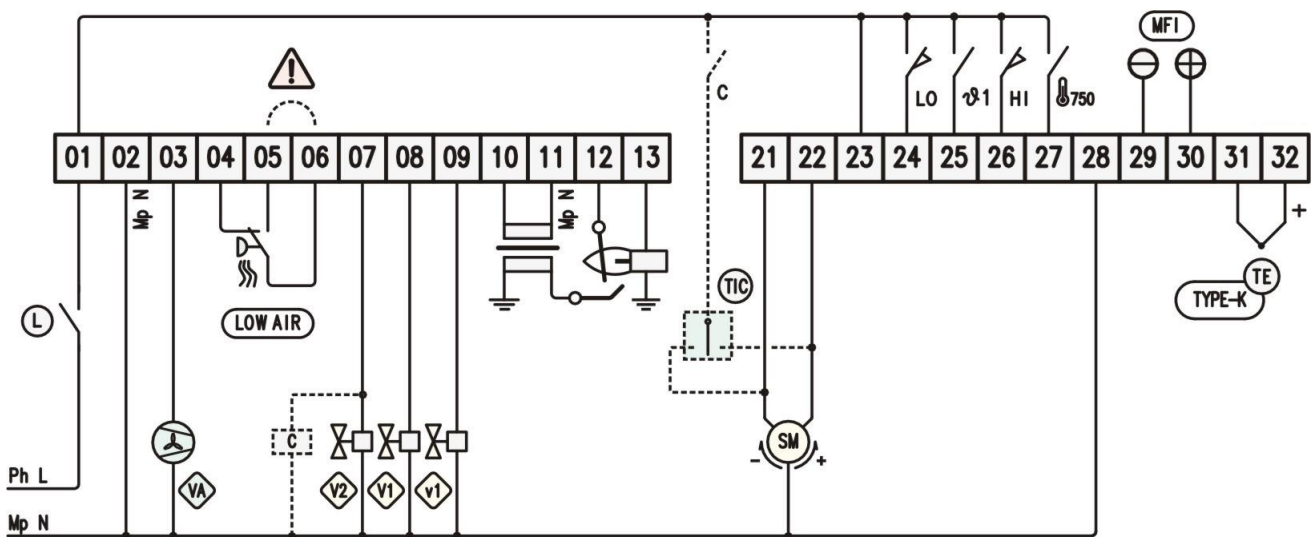 MFI
C
LO ϑ1 HI 750
01 02 03 04 05 06 07 08 09 10 11 12 13
21 22 23 24 25 26 27 28 29 30 31 32
Mp N
Mp N
+
L
LOW AIR
TIC
TE
TYPE-K
C
SM
- +
Ph L
VA
V2
V1
v1
Mp N